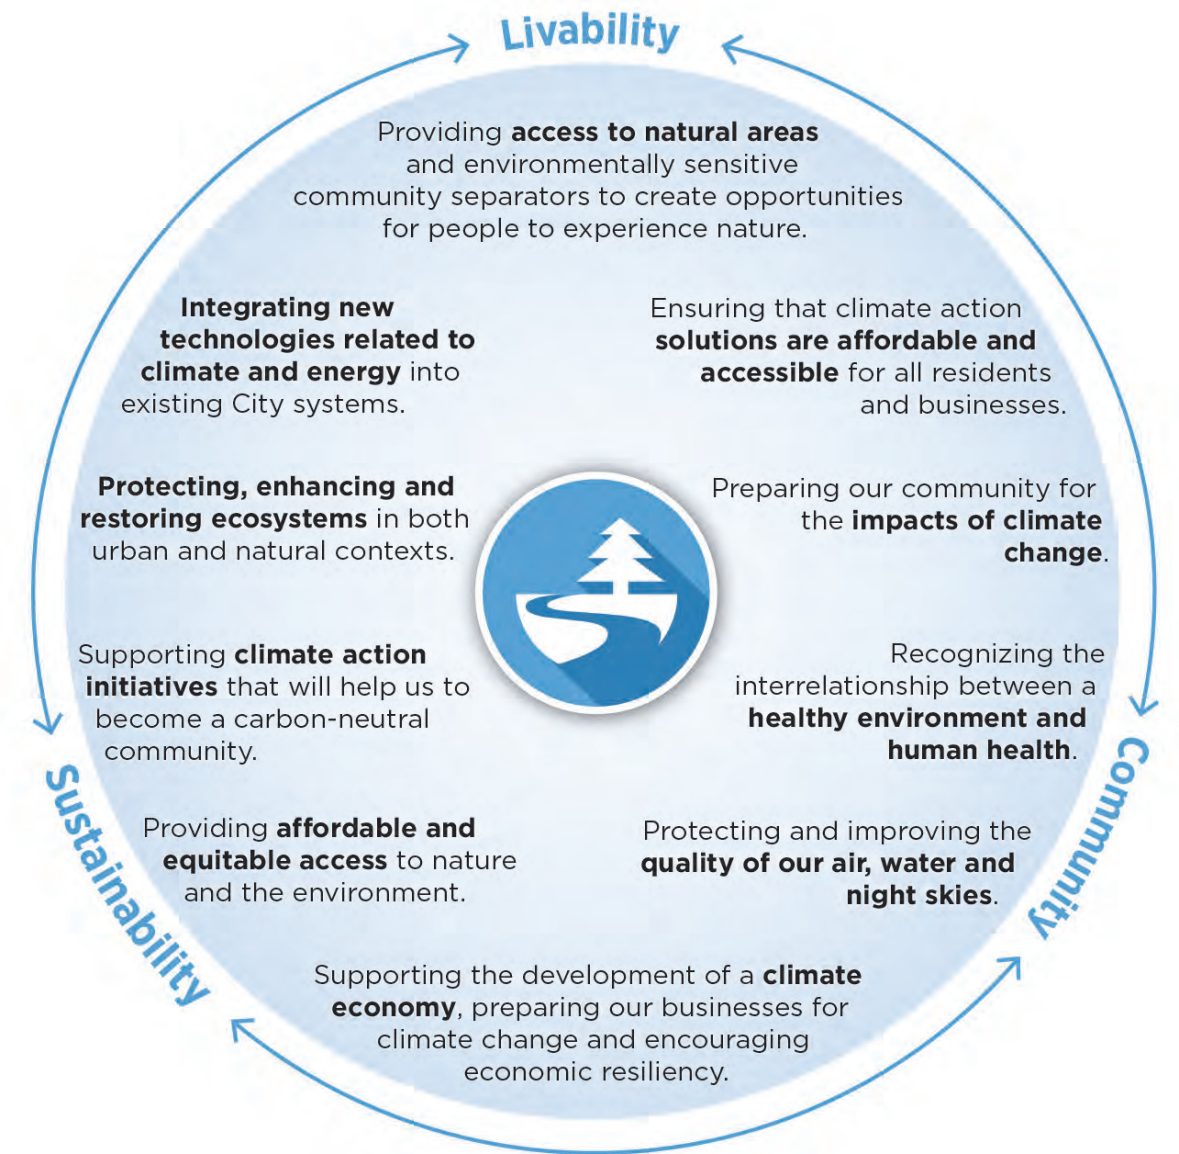 Livability
Providing access to natural areas
and environmentally sensitive
community separators to create opportunities
for people to experience nature.
Integrating new
technologies related to
climate and energy into
existing City systems.
Ensuring that climate action
solutions are affordable and
accessible for all residents
and businesses.
Protecting, enhancing and
restoring ecosystems in both
urban and natural contexts.
Preparing our community for
the impacts of climate
change.
Supporting climate action
initiatives that will help us to
become a carbon-neutral
community.
Recognizing the
interrelationship between a
healthy environment and
human health.
Providing affordable and
equitable access to nature
and the environment.
Protecting and improving the
quality of our air, water and
night skies.
Supporting the development of a climate
economy, preparing our businesses for
climate change and encouraging
economic resiliency.
Sustainability
Community